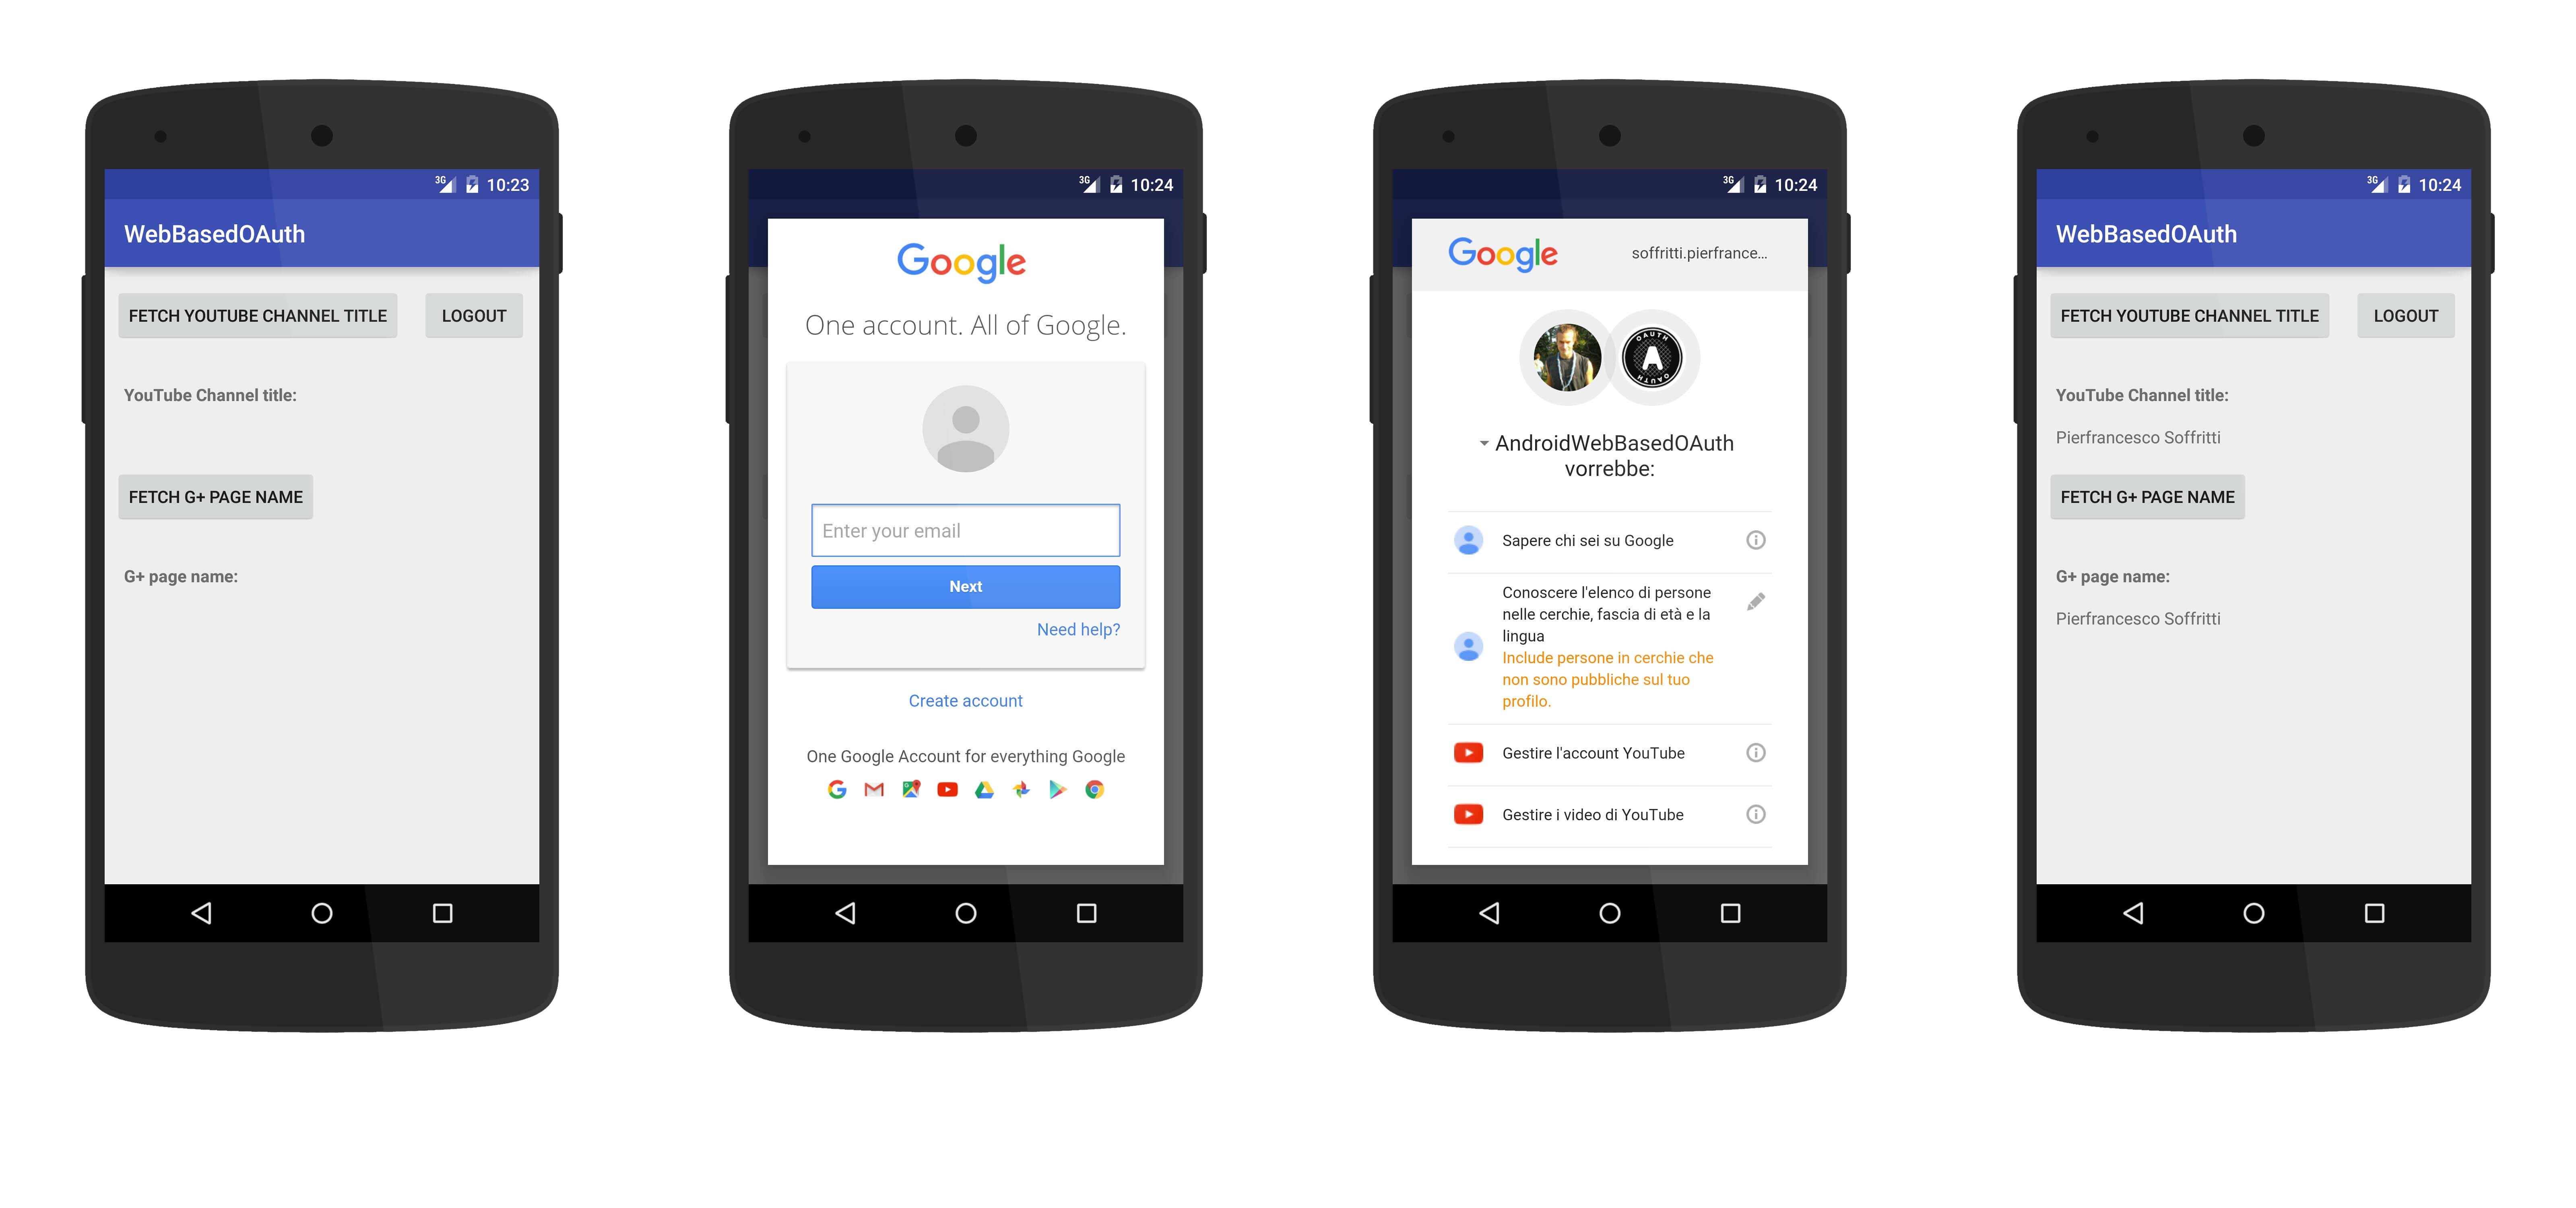 3G 10:23
WebBasedOAuth
FETCH YOUTUBE CHANNEL TITLE LOGOUT
YouTube Channel title:
FETCH G+ PAGE NAME
G+ page name:
3G 10:24
Google
One account. All of Google.
Enter your email
Next
Need help?
Create account
One Google Account for everything Google
3G 10:24
Google soffritti.pierfrance...
OAUTH
A
OAUTH
AndroidWebBasedOAuth
vorrebbe:
Sapere chi sei su Google
Conoscere l'elenco di persone
nelle cerchie, fascia di età e la
lingua
Include persone in cerchie che
non sono pubbliche sul tuo
profilo.
Gestire l'account YouTube
Gestire i video di YouTube
3G 10:24
WebBasedOAuth
FETCH YOUTUBE CHANNEL TITLE LOGOUT
YouTube Channel title:
Pierfrancesco Soffritti
FETCH G+ PAGE NAME
G+ page name:
Pierfrancesco Soffritti